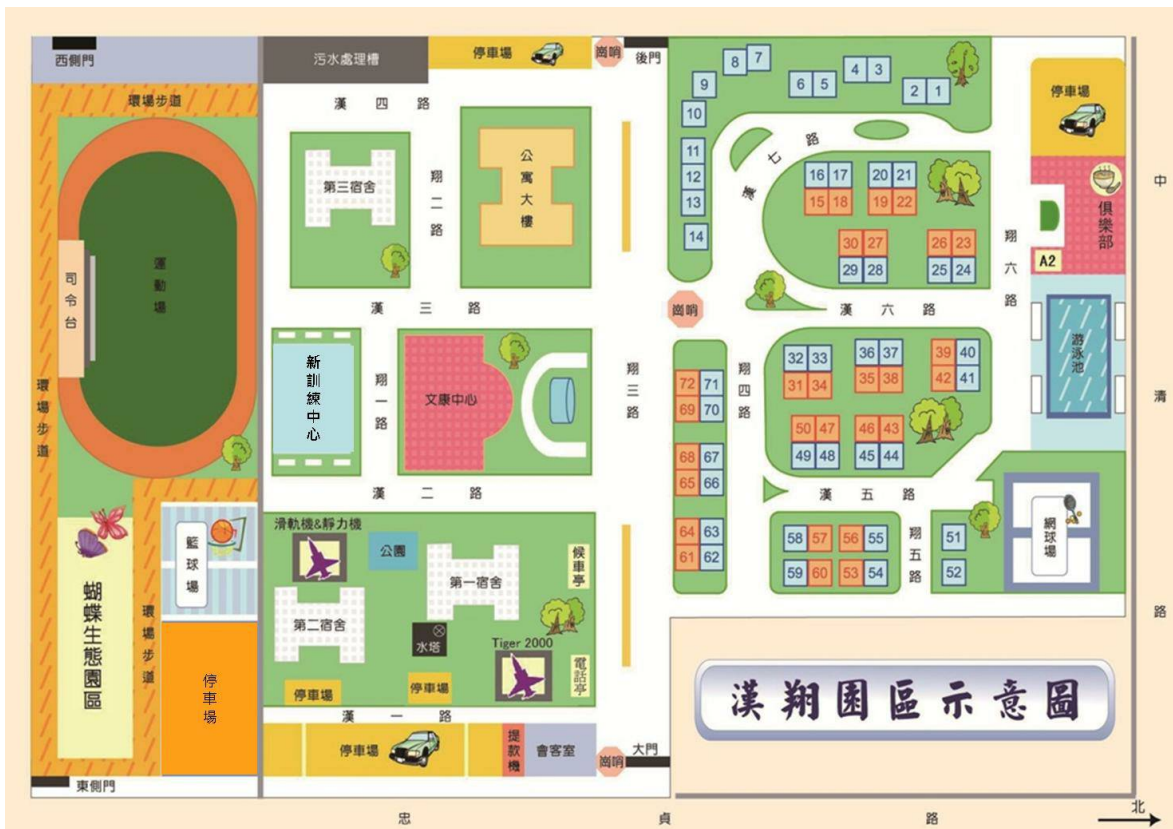 西側門
污水處理槽
停車場
崗哨
後門
7
8
4
3
9
6
5
2
1
停車場
環場步道
漢四路
10
第三宿舍
翔二路
公寓大樓
11
12
13
14
漢七路
16
17
20
21
15
18
19
22
30
27
26
23
29
28
25
24
翔六路
俱樂部
A2
中清路
司令台
運動場
漢三路
崗哨
漢六路
環場步道
新訓練中心
翔一路
文康中心
翔三路
翔四路
72
71
69
70
68
67
65
66
64
63
61
62
32
33
36
37
39
40
31
34
35
38
42
41
50
47
46
43
49
48
45
44
游泳池
漢二路
漢五路
58
57
56
55
59
60
53
54
翔五路
51
52
網球場
籃球場
滑軌機&靜力機
公園
第一宿舍
候車亭
第二宿舍
水塔
Tiger 2000
電話亭
停車場
停車場
蝴蝶生態園區
環場步道
停車場
漢一路
停車場
提款機
會客室
崗哨
大門
漢翔園區示意圖
東側門
忠貞路
北